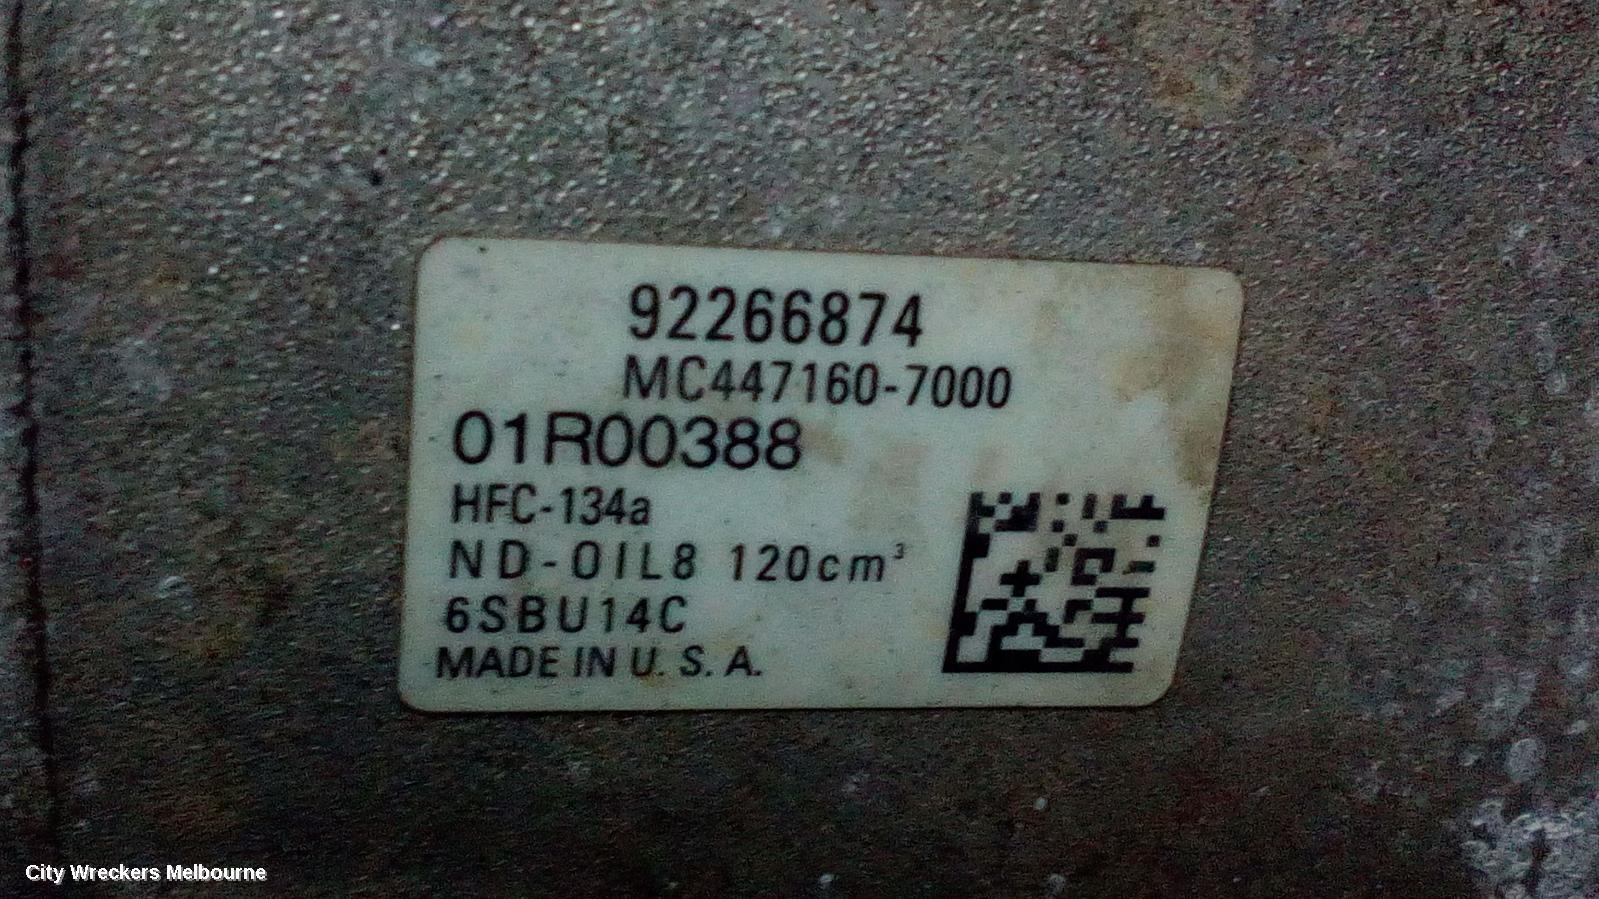 92266874
MC447160-7000
01R00388
HFC-134a
ND-OIL8 120cm³
6SBU14C
MADE IN U. S. A.
City Wreckers Melbourne